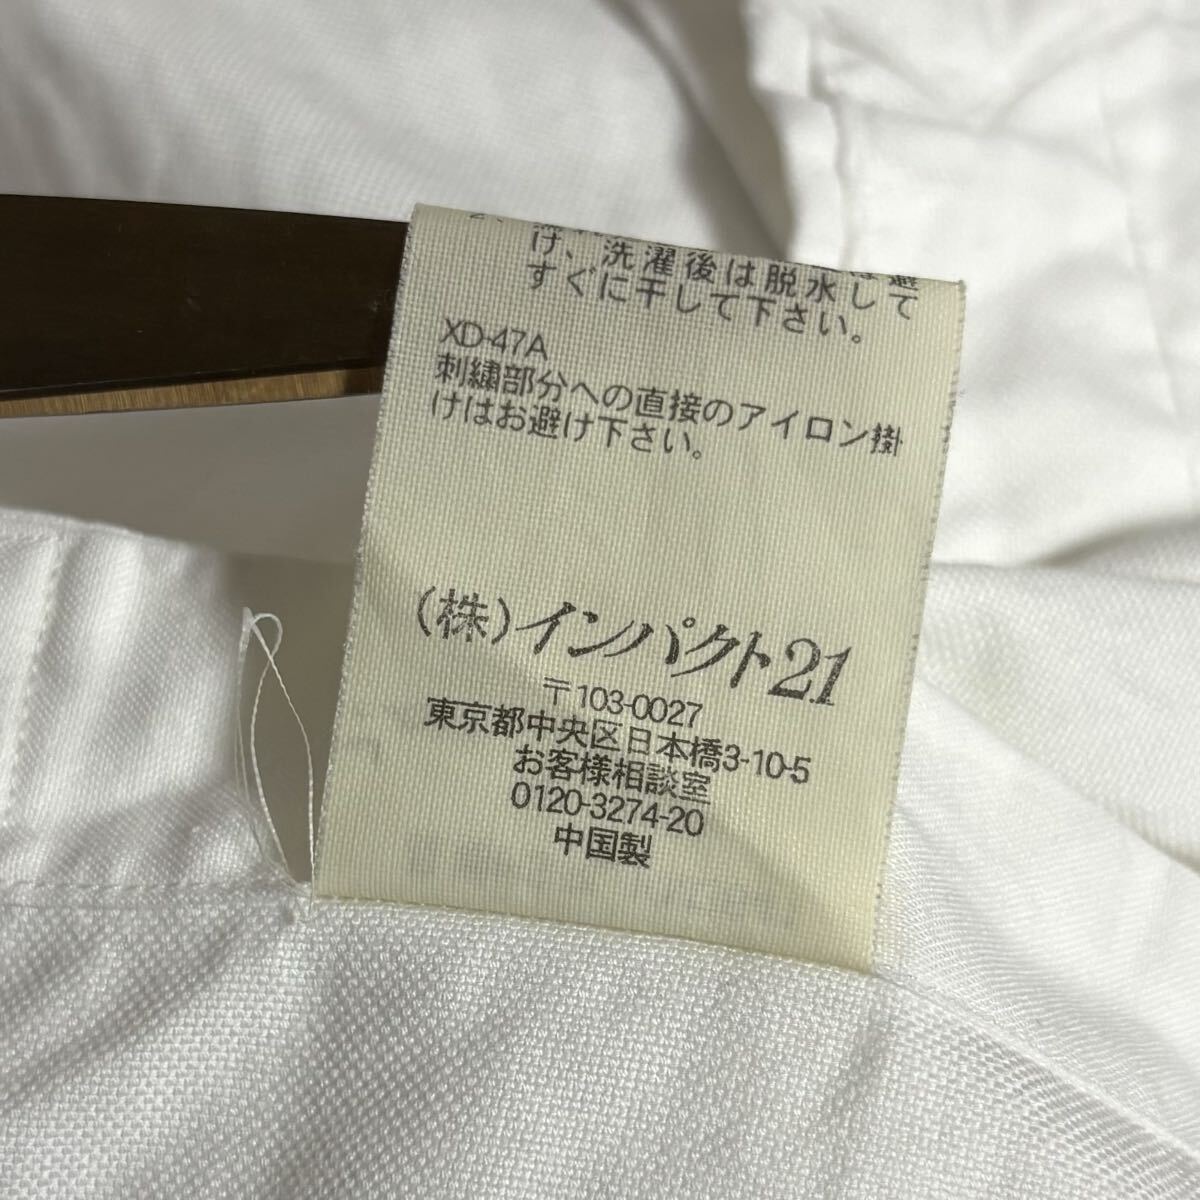 け、洗濯後は脱水して
すぐに干して下さい。
XD-47A
刺繍部分への直接のアイロン掛
けはお避け下さい。
(株)インパクト21
〒103-0027
東京都中央区日本橋3-10-5
お客様相談室
0120-3274-20
中国製